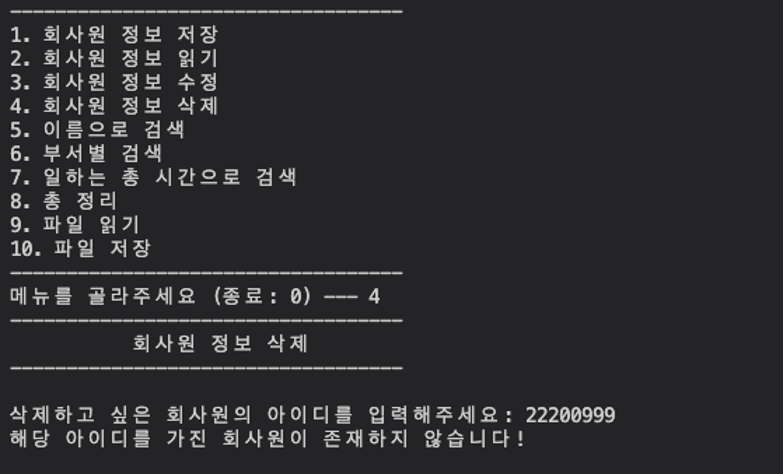 -----------------------------------
1. 회사원 정보 저장
2. 회사원 정보 읽기
3. 회사원 정보 수정
4. 회사원 정보 삭제
5. 이름으로 검색
6. 부서별 검색
7. 일하는 총 시간으로 검색
8. 총 정리
9. 파일 읽기
10. 파일 저장
-----------------------------------
메뉴를 골라주세요 (종료: 0) --- 4
-----------------------------------
회사원 정보 삭제
-----------------------------------
삭제하고 싶은 회사원의 아이디를 입력해주세요: 22200999
해당 아이디를 가진 회사원이 존재하지 않습니다!